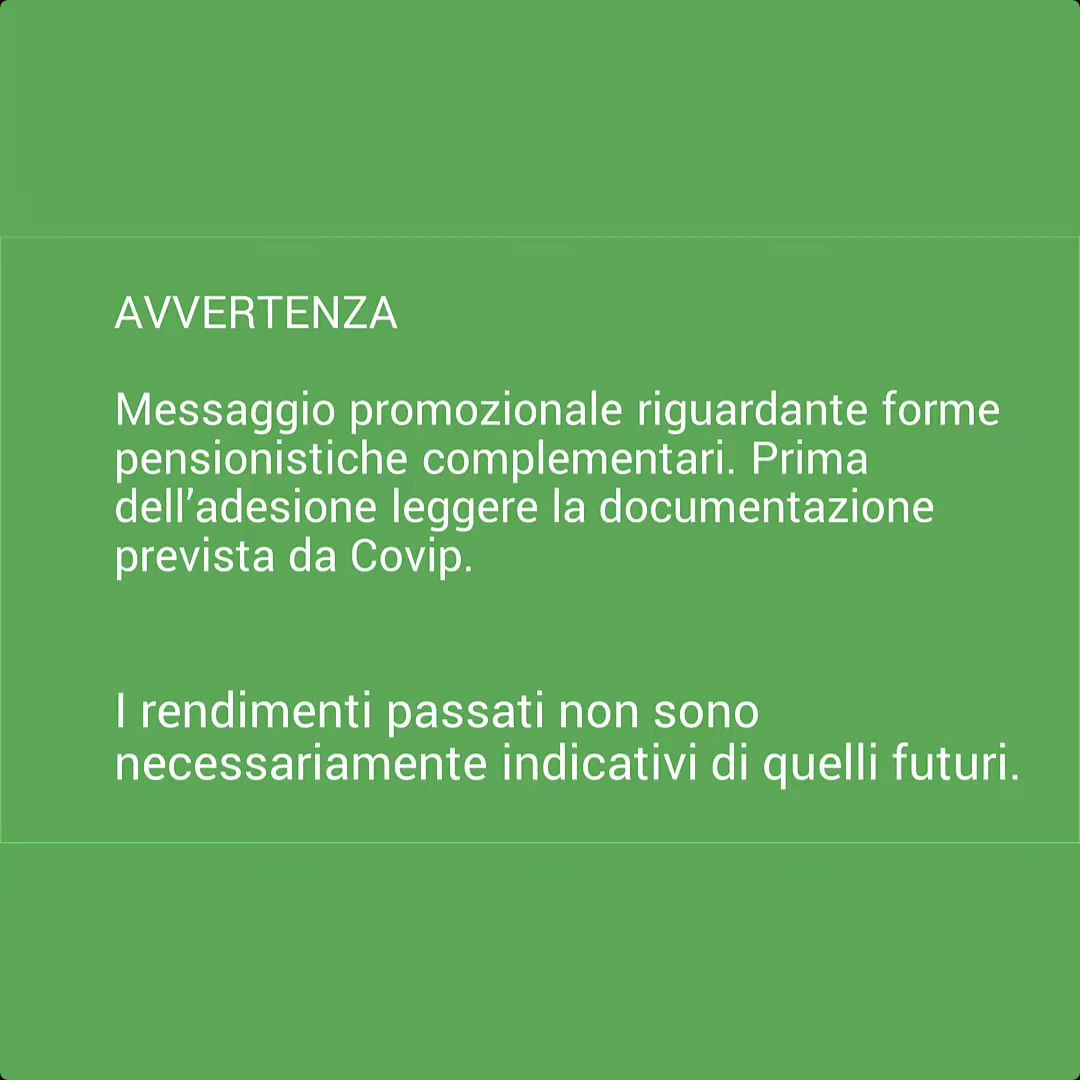 AVVERTENZA
Messaggio promozionale riguardante forme
pensionistiche complementari. Prima
dell’adesione leggere la documentazione
prevista da Covip.
I rendimenti passati non sono
necessariamente indicativi di quelli futuri.